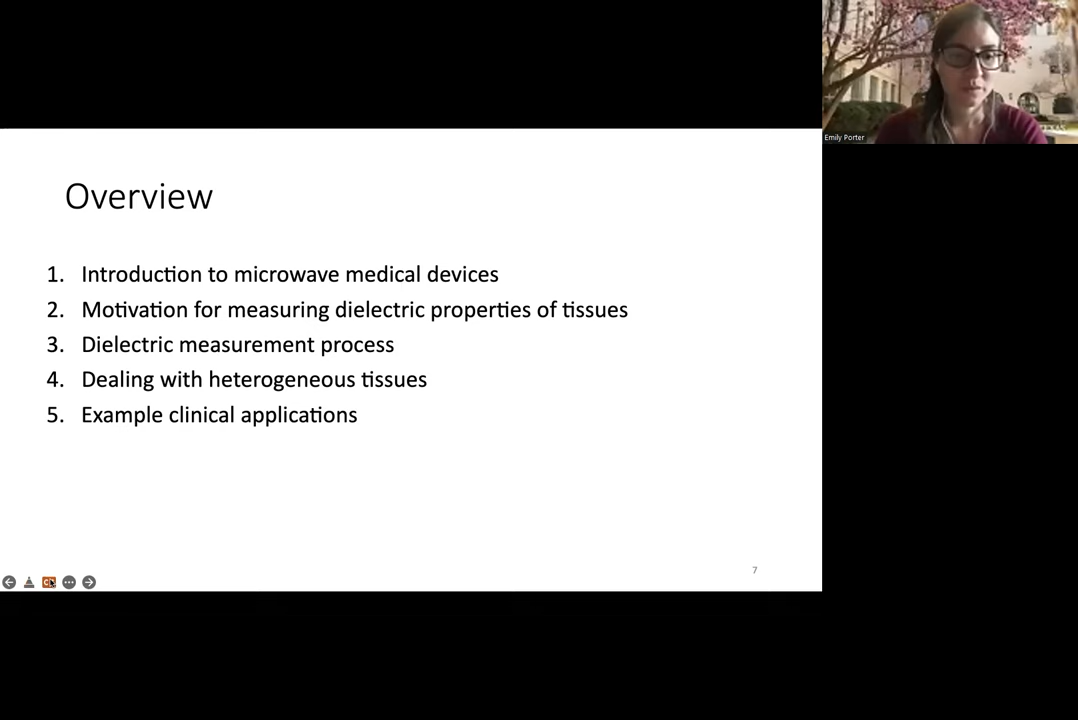 Emily Porter
Overview
1. Introduction to microwave medical devices
2. Motivation for measuring dielectric properties of tissues
3. Dielectric measurement process
4. Dealing with heterogeneous tissues
5. Example clinical applications
7